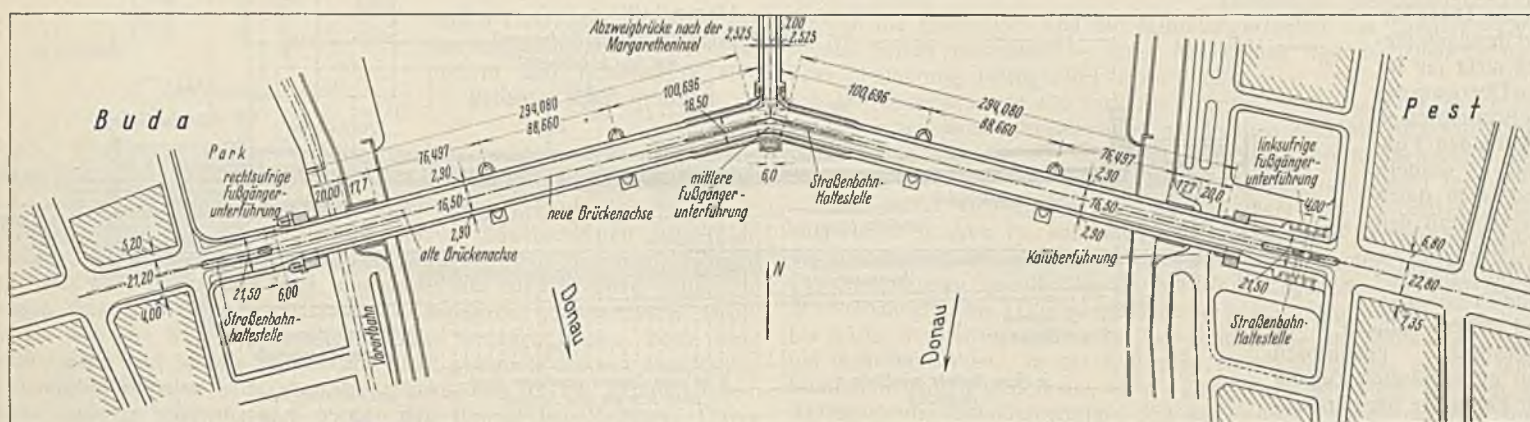 Abzweigbrücke nach der
Margaretheninsel
2,525
2,00
2,525
Buda
Park
rechtsufrige
Fußgänger-
unterführung
294,080
100,696
88,660
18,50
76,497
20,00
17,7
2,90
16,50
2,90
neue Brückenachse
alte Brückenachse
mittlere
Fußgänger-
unterführung
6,0
Straßenbahn-
Haltestelle
100,696
294,080
88,660
76,497
2,90
16,50
2,90
17,7
20,0
linksufrige
Fußgänger-
unterführung
4,00
Pest
5,20
21,20
4,00
21,50
6,00
Straßenbahn-
haltestelle
Vorortbahn
Donau
N
Donau
Kaiüberführung
21,50
Straßenbahn-
Haltestelle
6,80
22,80
7,35